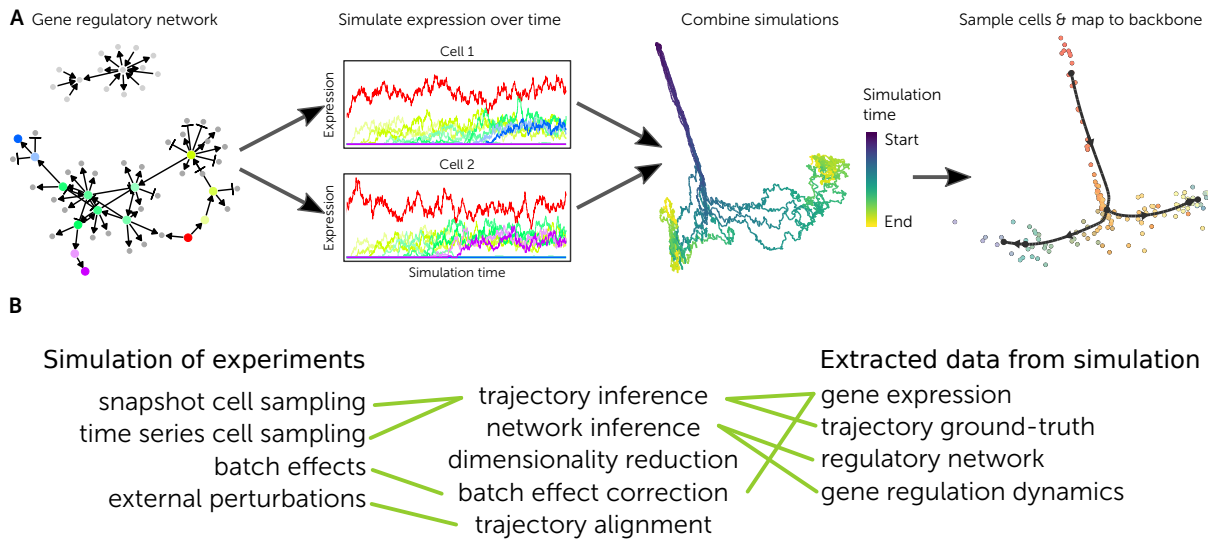 A
Gene regulatory network
Simulate expression over time
Combine simulations
Sample cells & map to backbone
Cell 1
Expression
Cell 2
Expression
Simulation time
Simulation
time
Start
End
B
Simulation of experiments
snapshot cell sampling
time series cell sampling
batch effects
external perturbations
trajectory inference
network inference
dimensionality reduction
batch effect correction
trajectory alignment
Extracted data from simulation
gene expression
trajectory ground-truth
regulatory network
gene regulation dynamics